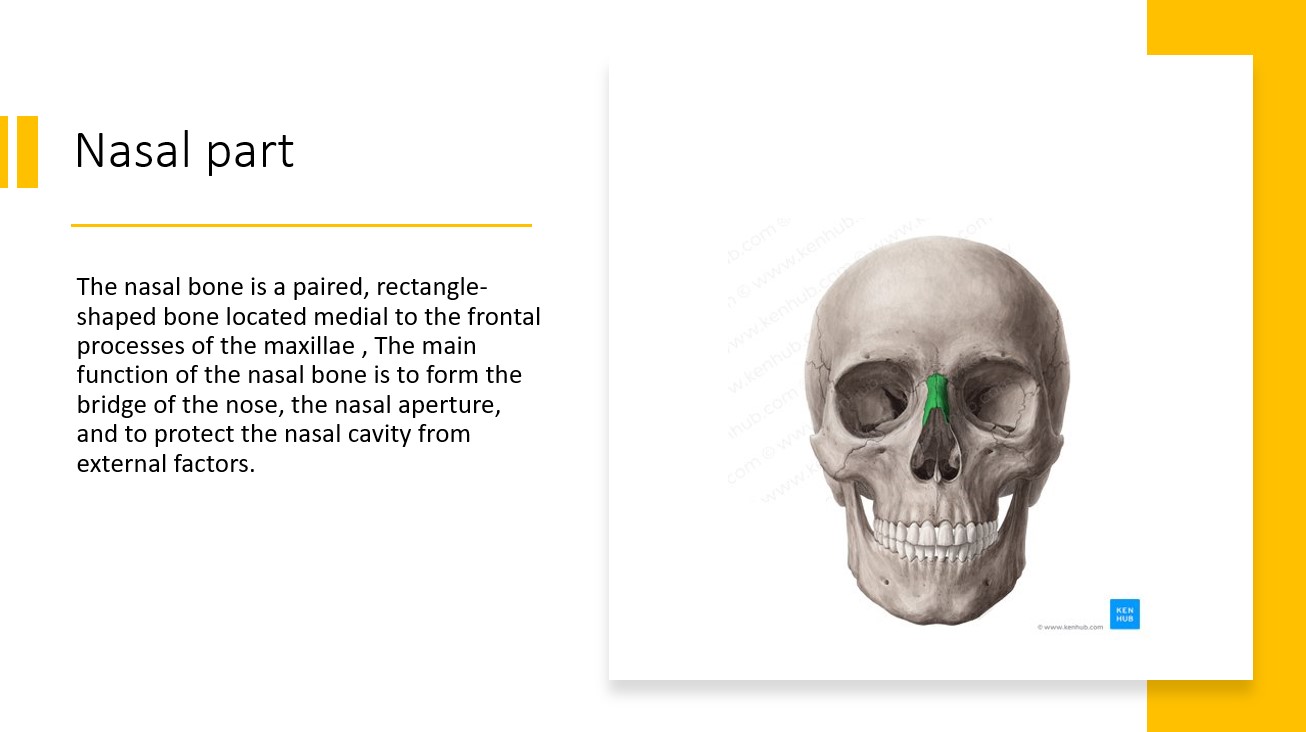 Nasal part
The nasal bone is a paired, rectangle-
shaped bone located medial to the frontal
processes of the maxillae , The main
function of the nasal bone is to form the
bridge of the nose, the nasal aperture,
and to protect the nasal cavity from
external factors.
© www.kenhub.com
KEN
HUB